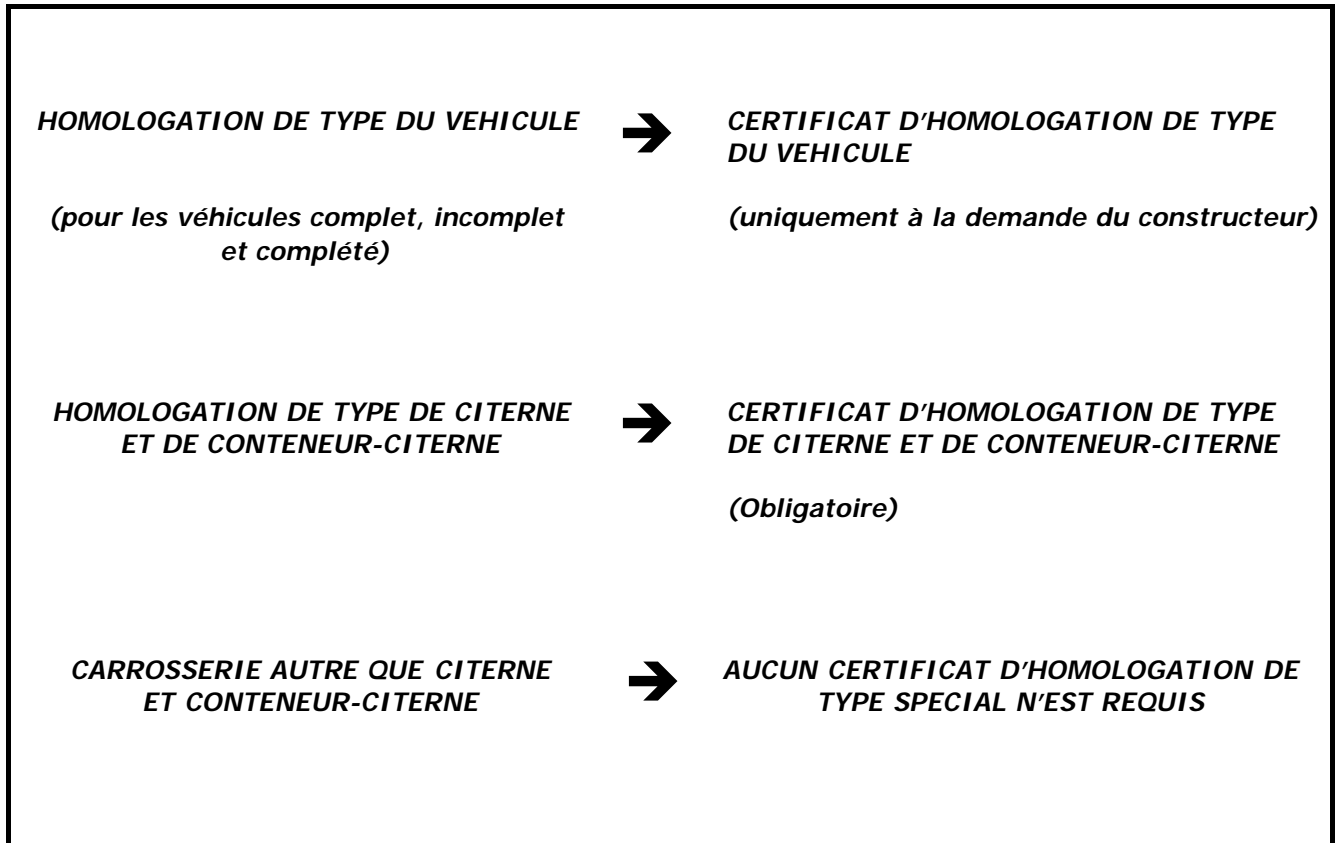 HOMOLOGATION DE TYPE DU VEHICULE
(pour les véhicules complet, incomplet
et complété)
CERTIFICAT D'HOMOLOGATION DE TYPE
DU VEHICULE
(uniquement à la demande du constructeur)
HOMOLOGATION DE TYPE DE CITERNE
ET DE CONTENEUR-CITERNE
CERTIFICAT D'HOMOLOGATION DE TYPE
DE CITERNE ET DE CONTENEUR-CITERNE
(Obligatoire)
CARROSSERIE AUTRE QUE CITERNE
ET CONTENEUR-CITERNE
AUCUN CERTIFICAT D'HOMOLOGATION DE
TYPE SPECIAL N'EST REQUIS